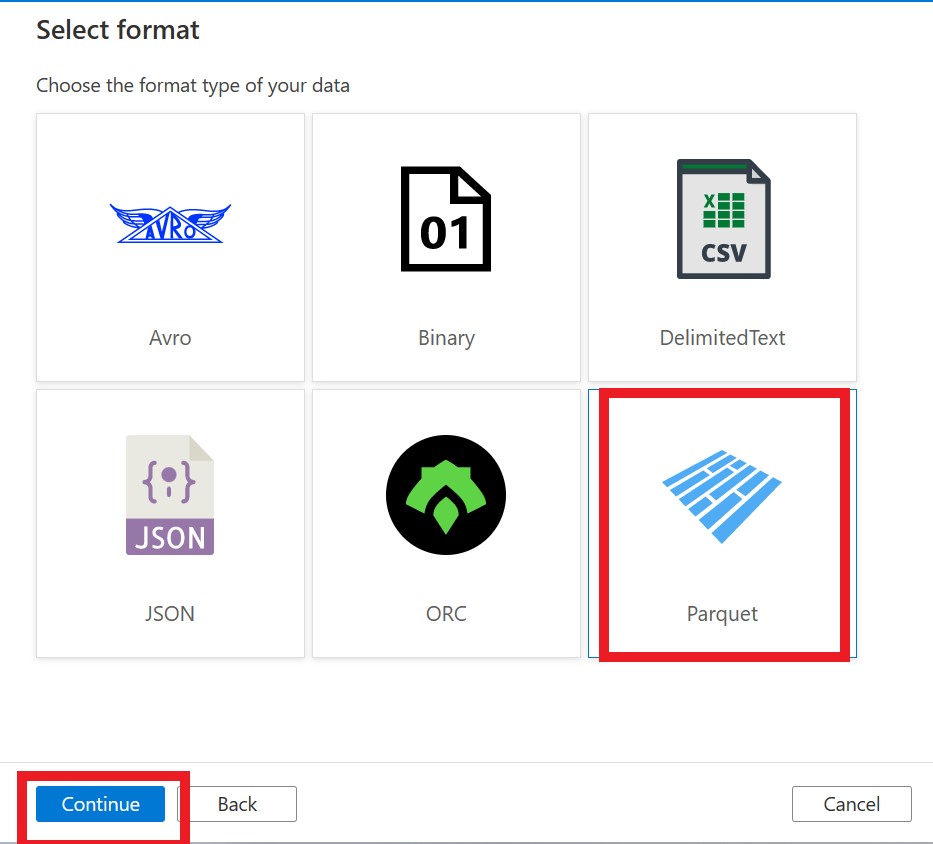 Select format
Choose the format type of your data
AVRO
01
X
CSV
Avro
Binary
DelimitedText
{ }
JSON
JSON
ORC
Parquet
Continue
Back
Cancel